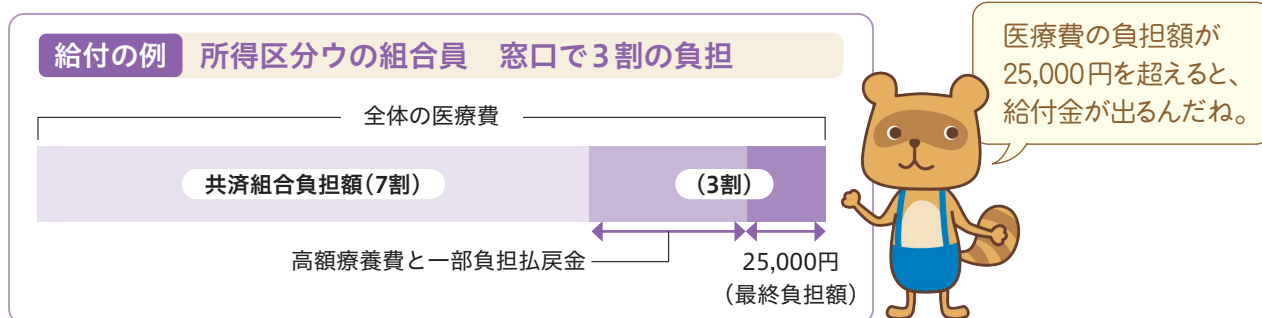 給付の例 所得区分ウの組合員　窓口で3割の負担
全体の医療費
共済組合負担額(7割)
(3割)
高額療養費と一部負担払戻金
25,000円
(最終負担額)
医療費の負担額が
25,000円を超えると、
給付金が出るんだね。